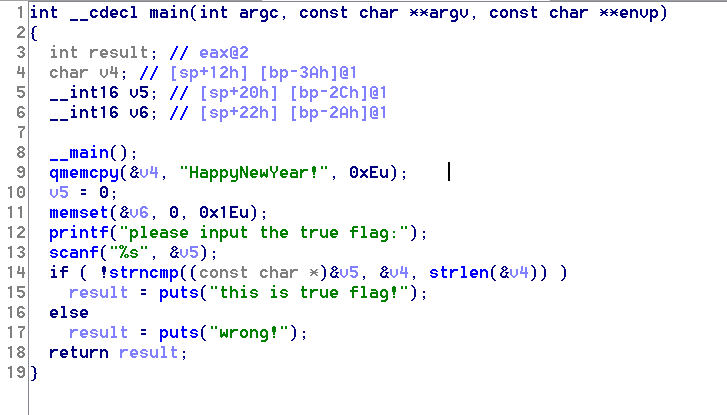 1 int __cdecl main(int argc, const char **argv, const char **envp)
2 {
3   int result; // eax@2
4   char v4; // [sp+12h] [bp-3Ah]@1
5   __int16 v5; // [sp+20h] [bp-2Ch]@1
6   __int16 v6; // [sp+22h] [bp-2Ah]@1
7
8   __main();
9   qmemcpy(&v4, "HappyNewYear!", 0xEu);
10   v5 = 0;
11   memset(&v6, 0, 0x1Eu);
12   printf("please input the true flag:");
13   scanf("%s", &v5);
14   if ( !strncmp((const char *)&v5, &v4, strlen(&v4)) )
15     result = puts("this is true flag!");
16   else
17     result = puts("wrong!");
18   return result;
19 }